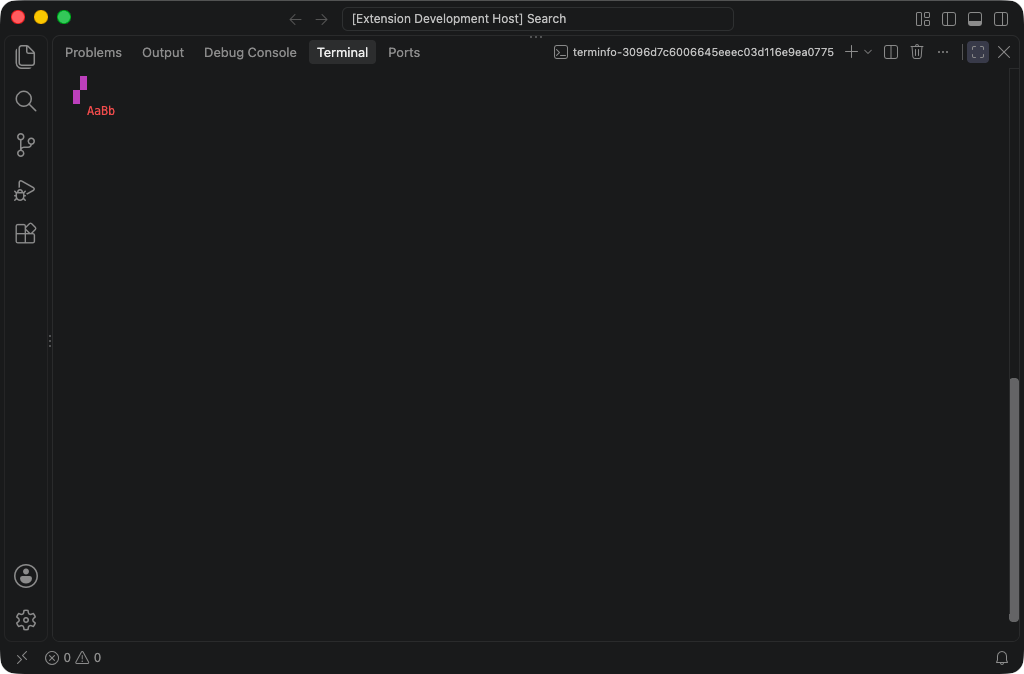 [Extension Development Host] Search
Problems Output Debug Console Terminal Ports terminfo-3096d7c6006645eeec03d116e9ea0775
AaBb
0 0